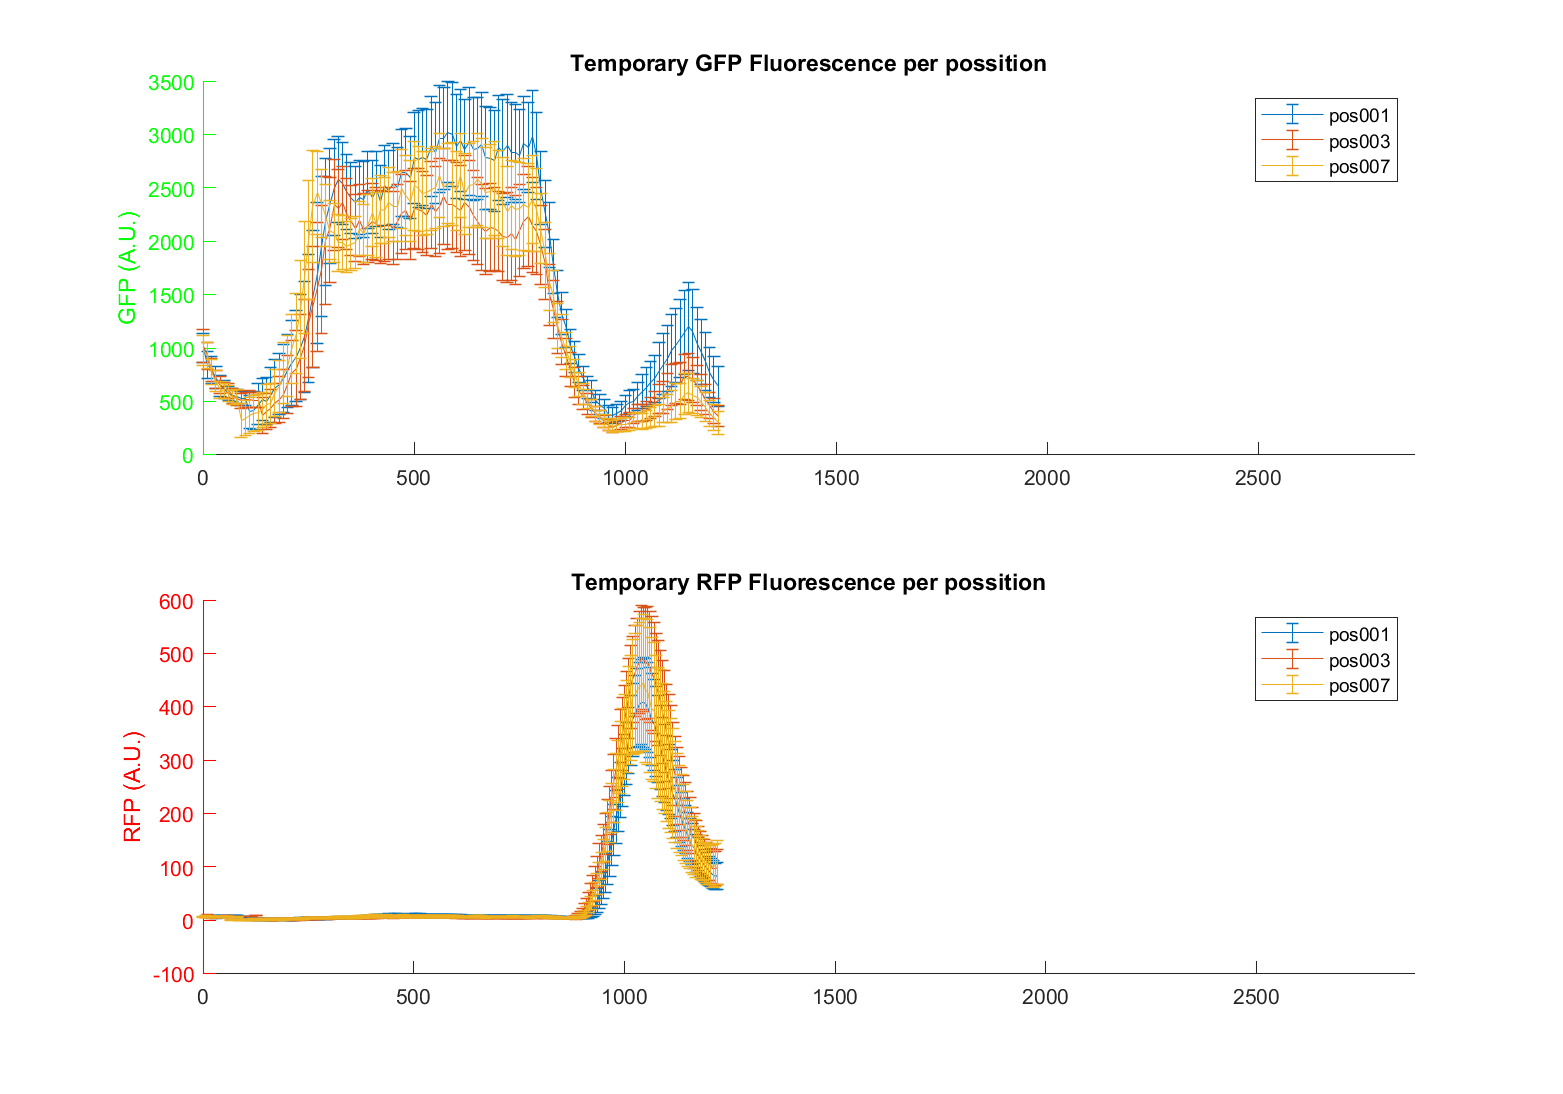 Temporary GFP Fluorescence per possition
3500
3000
2500
2000
1500
1000
500
0
GFP (A.U.)
pos001
pos003
pos007
0 500 1000 1500 2000 2500
Temporary RFP Fluorescence per possition
600
500
400
300
200
100
0
-100
RFP (A.U.)
pos001
pos003
pos007
0 500 1000 1500 2000 2500